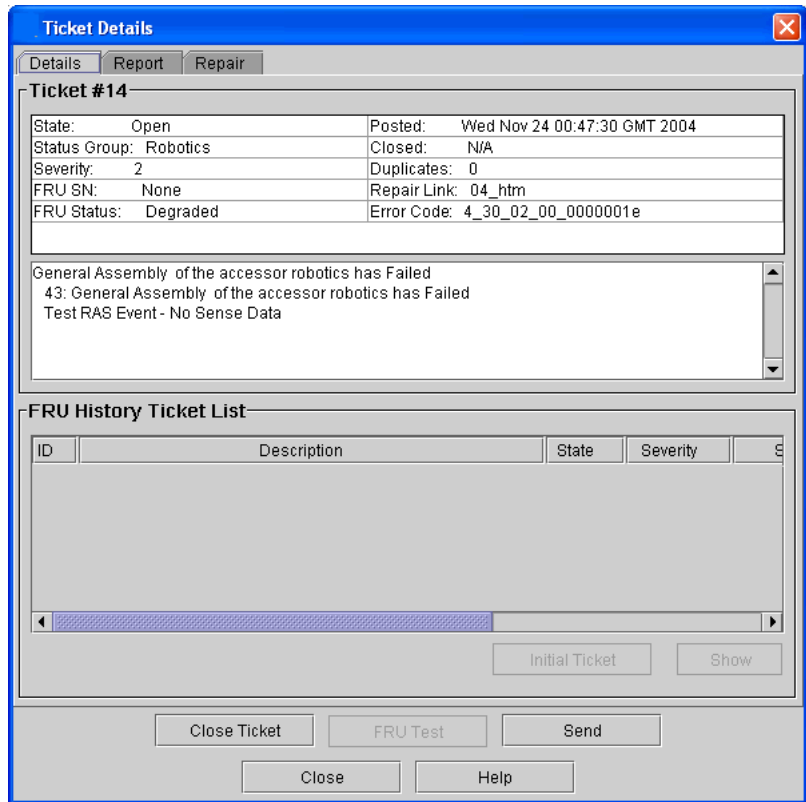 Ticket Details
Details Report Repair
Ticket #14
State: Open Posted: Wed Nov 24 00:47:30 GMT 2004
Status Group: Robotics Closed: N/A
Severity: 2 Duplicates: 0
FRU SN: None Repair Link: 04_htm
FRU Status: Degraded Error Code: 4_30_02_00_0000001e
General Assembly of the accessor robotics has Failed
43: General Assembly of the accessor robotics has Failed
Test RAS Event - No Sense Data
FRU History Ticket List
ID Description State Severity S
Initial Ticket Show
Close Ticket FRU Test Send
Close Help